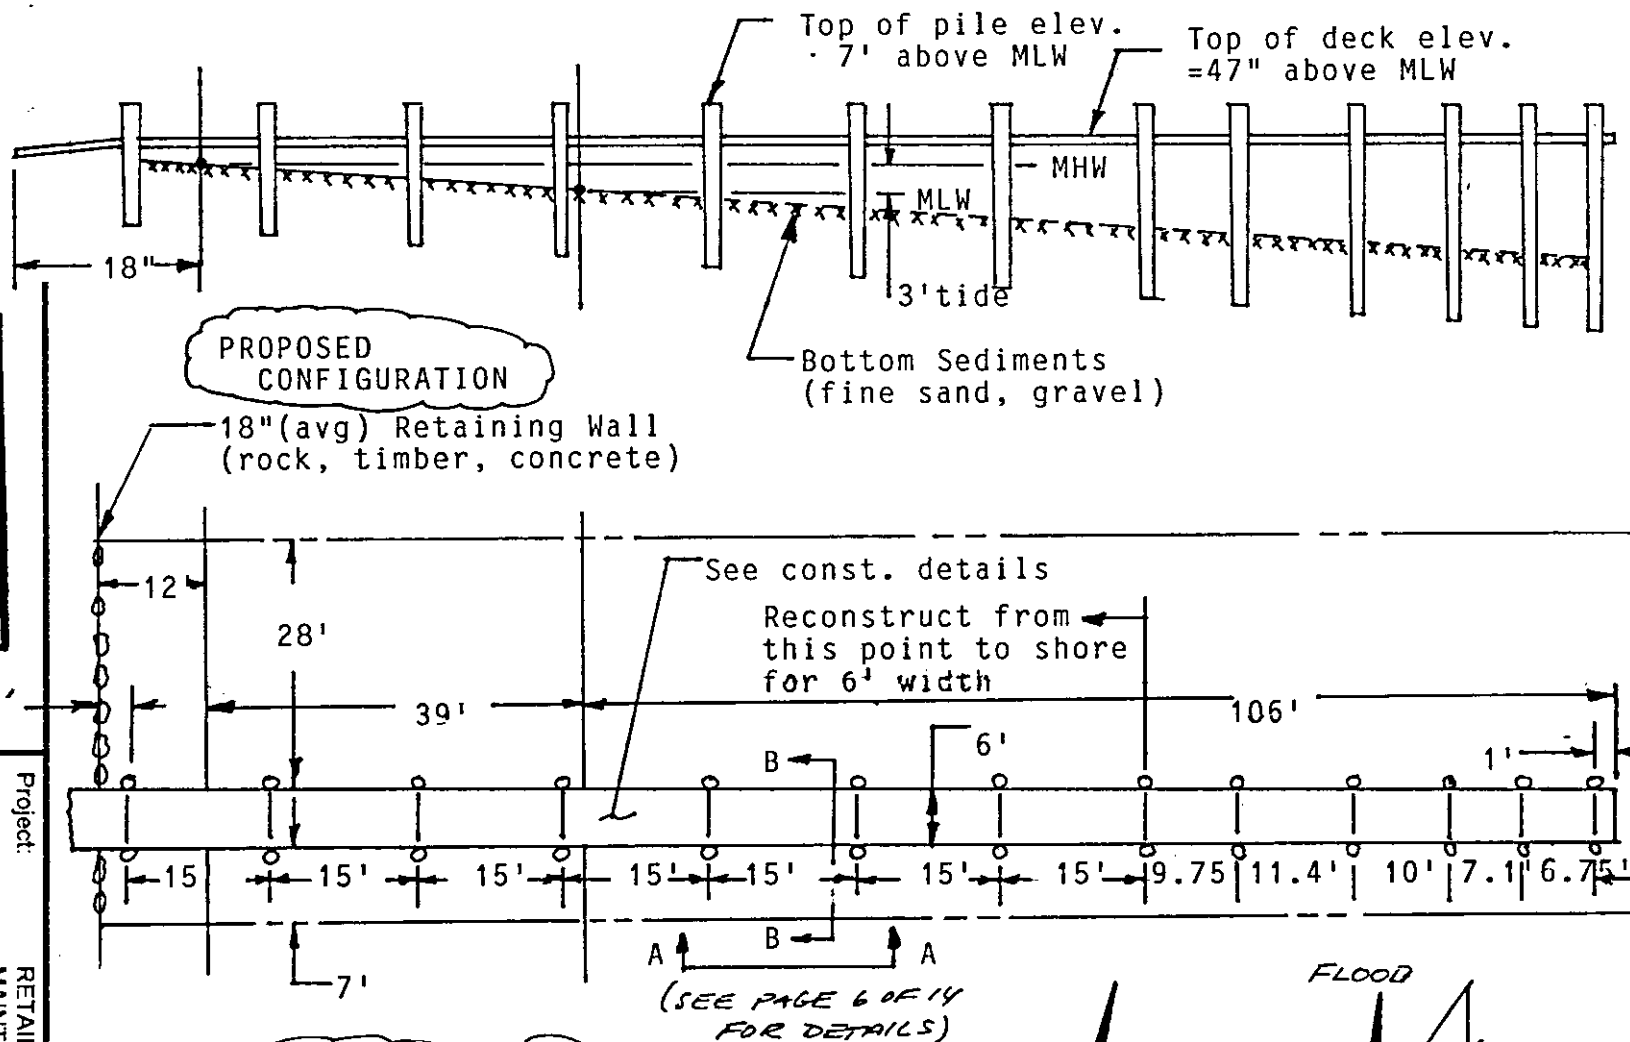 Top of pile elev.
· 7' above MLW
Top of deck elev.
=47" above MLW
MHW
MLW
18"
3'tide
PROPOSED
CONFIGURATION
Bottom Sediments
(fine sand, gravel)
18"(avg) Retaining Wall
(rock, timber, concrete)
See const. details
12'
28'
Reconstruct from
this point to shore
for 6' width
39'
106'
6'
1'
B
15' 15' 15' 15' 15' 15' 15' 9.75' 11.4' 10' 7.1' 6.75'
B
A A
7'
(SEE PAGE 6 OF 14
FOR DETAILS)
FLOOD
Project: